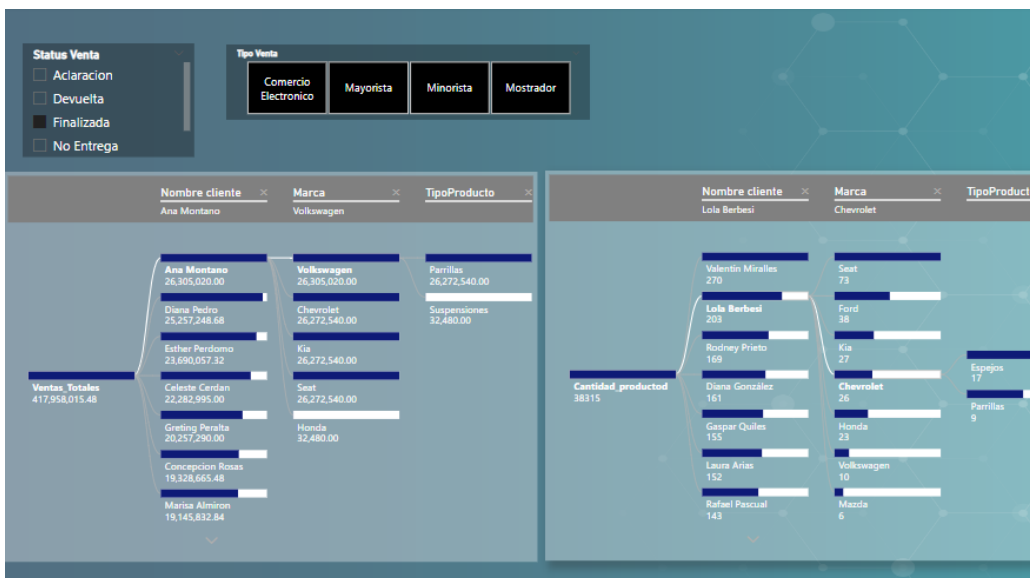 Status Venta
Aclaracion
Devuelta
Finalizada
No Entrega
Tipo Venta
Comercio
Electronico
Mayorista
Minorista
Mostrador
Nombre cliente
Ana Montano
Marca
Volkswagen
TipoProducto
Ventas_Totales
417,958,015.48
Ana Montano
26,305,020.00
Diana Pedro
25,257,248.68
Esther Perdomo
23,690,057.32
Celeste Cerdan
22,282,995.00
Greting Peralta
20,257,290.00
Concepcion Rosas
19,328,665.48
Marisa Almiron
19,145,832.84
Volkswagen
26,305,020.00
Chevrolet
26,272,540.00
Kia
26,272,540.00
Seat
26,272,540.00
Honda
32,480.00
Parrillas
26,272,540.00
Suspensiones
32,480.00
Nombre cliente
Lola Berbesi
Marca
Chevrolet
TipoProduct
Cantidad_productod
38315
Valentin Miralles
270
Lola Berbesi
203
Rodney Prieto
169
Diana González
161
Gaspar Quiles
155
Laura Arias
152
Rafael Pascual
143
Seat
73
Ford
38
Kia
27
Chevrolet
26
Honda
23
Volkswagen
10
Mazda
6
Espejos
17
Parrillas
9